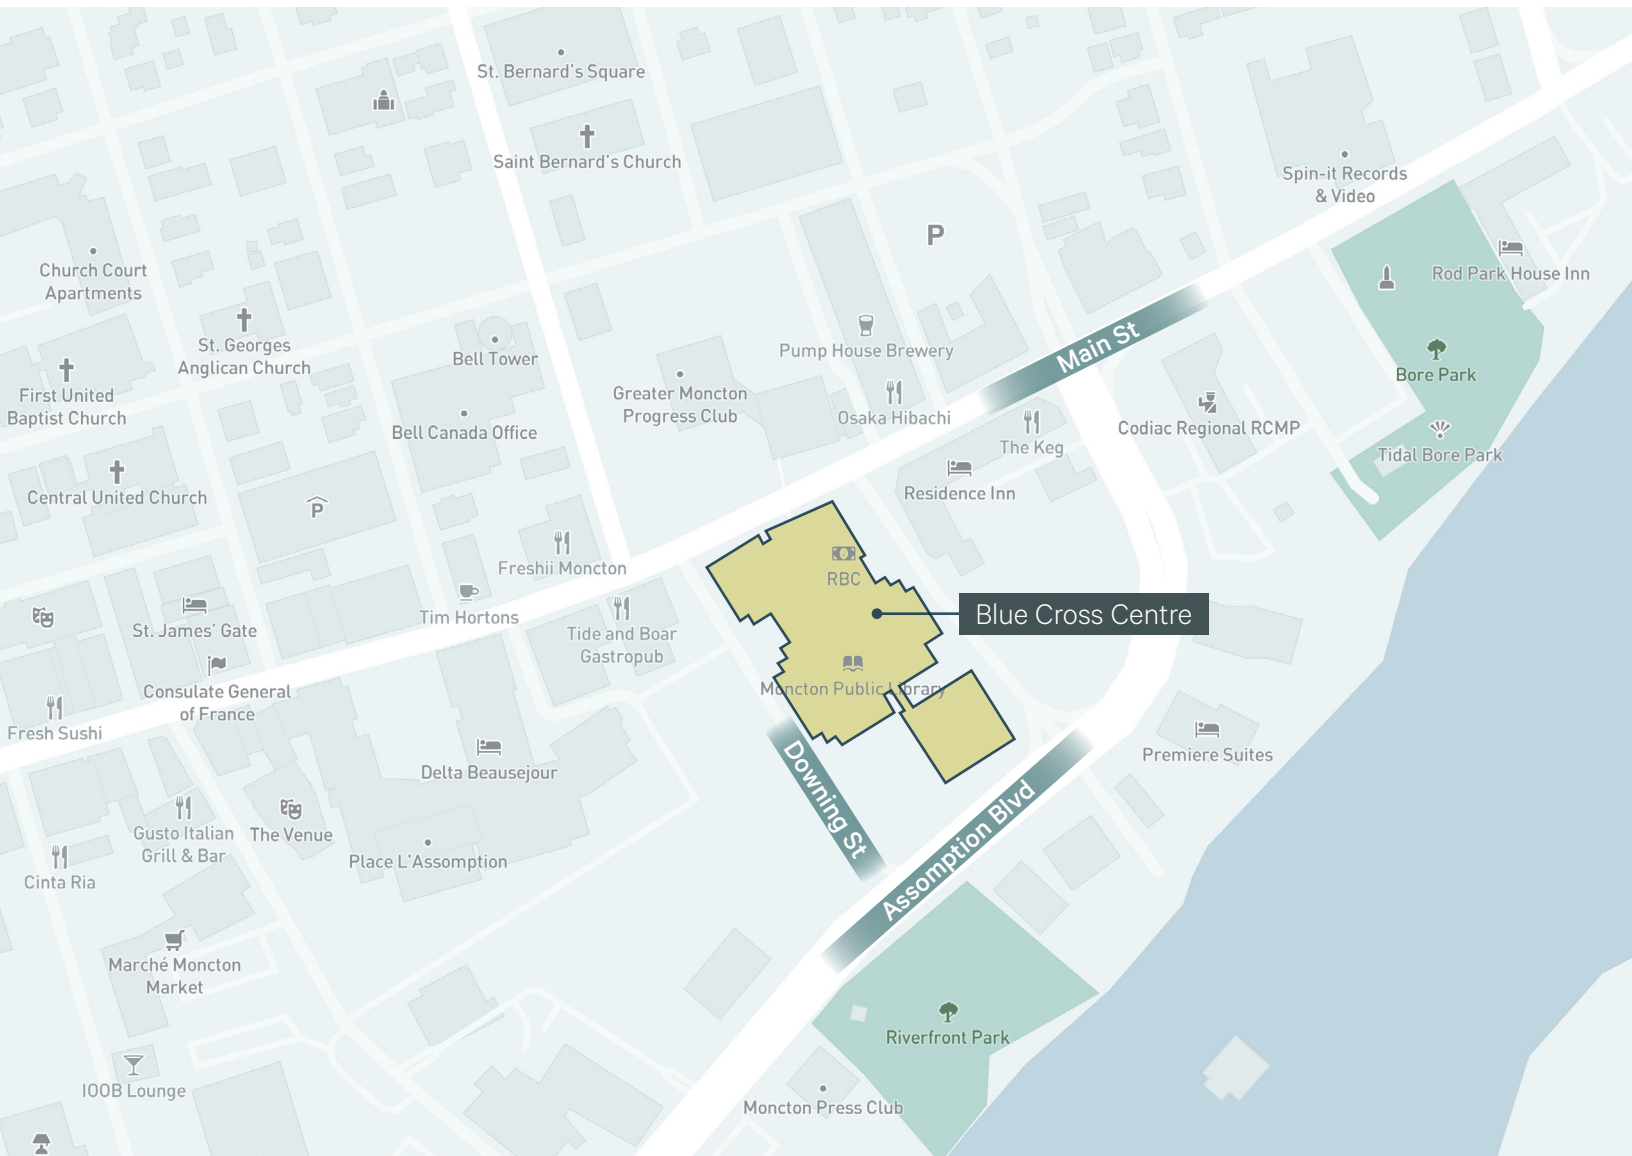 St. Bernard's Square
Saint Bernard's Church
Spin-it Records
& Video
P
Church Court
Apartments
Rod Park House Inn
St. Georges
Anglican Church
Bell Tower
Pump House Brewery
Main St
Bore Park
First United
Baptist Church
Greater Moncton
Progress Club
Osaka Hibachi
Bell Canada Office
The Keg
Codiac Regional RCMP
Tidal Bore Park
Central United Church
P
Residence Inn
Freshii Moncton
RBC
Tim Hortons
Blue Cross Centre
St. James' Gate
Tide and Boar
Gastropub
Consulate General
of France
Moncton Public Library
Fresh Sushi
Delta Beausejour
Downing St
Premiere Suites
Gusto Italian
Grill & Bar
The Venue
Place L'Assomption
Assomption Blvd
Cinta Ria
Marché Moncton
Market
Riverfront Park
IOOB Lounge
Moncton Press Club